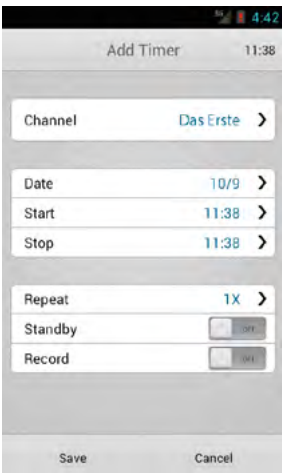 3G 4:42
Add Timer 11:38
Channel Das Erste
Date 10/9
Start 11:38
Stop 11:38
Repeat 1X
Standby OFF
Record OFF
Save Cancel